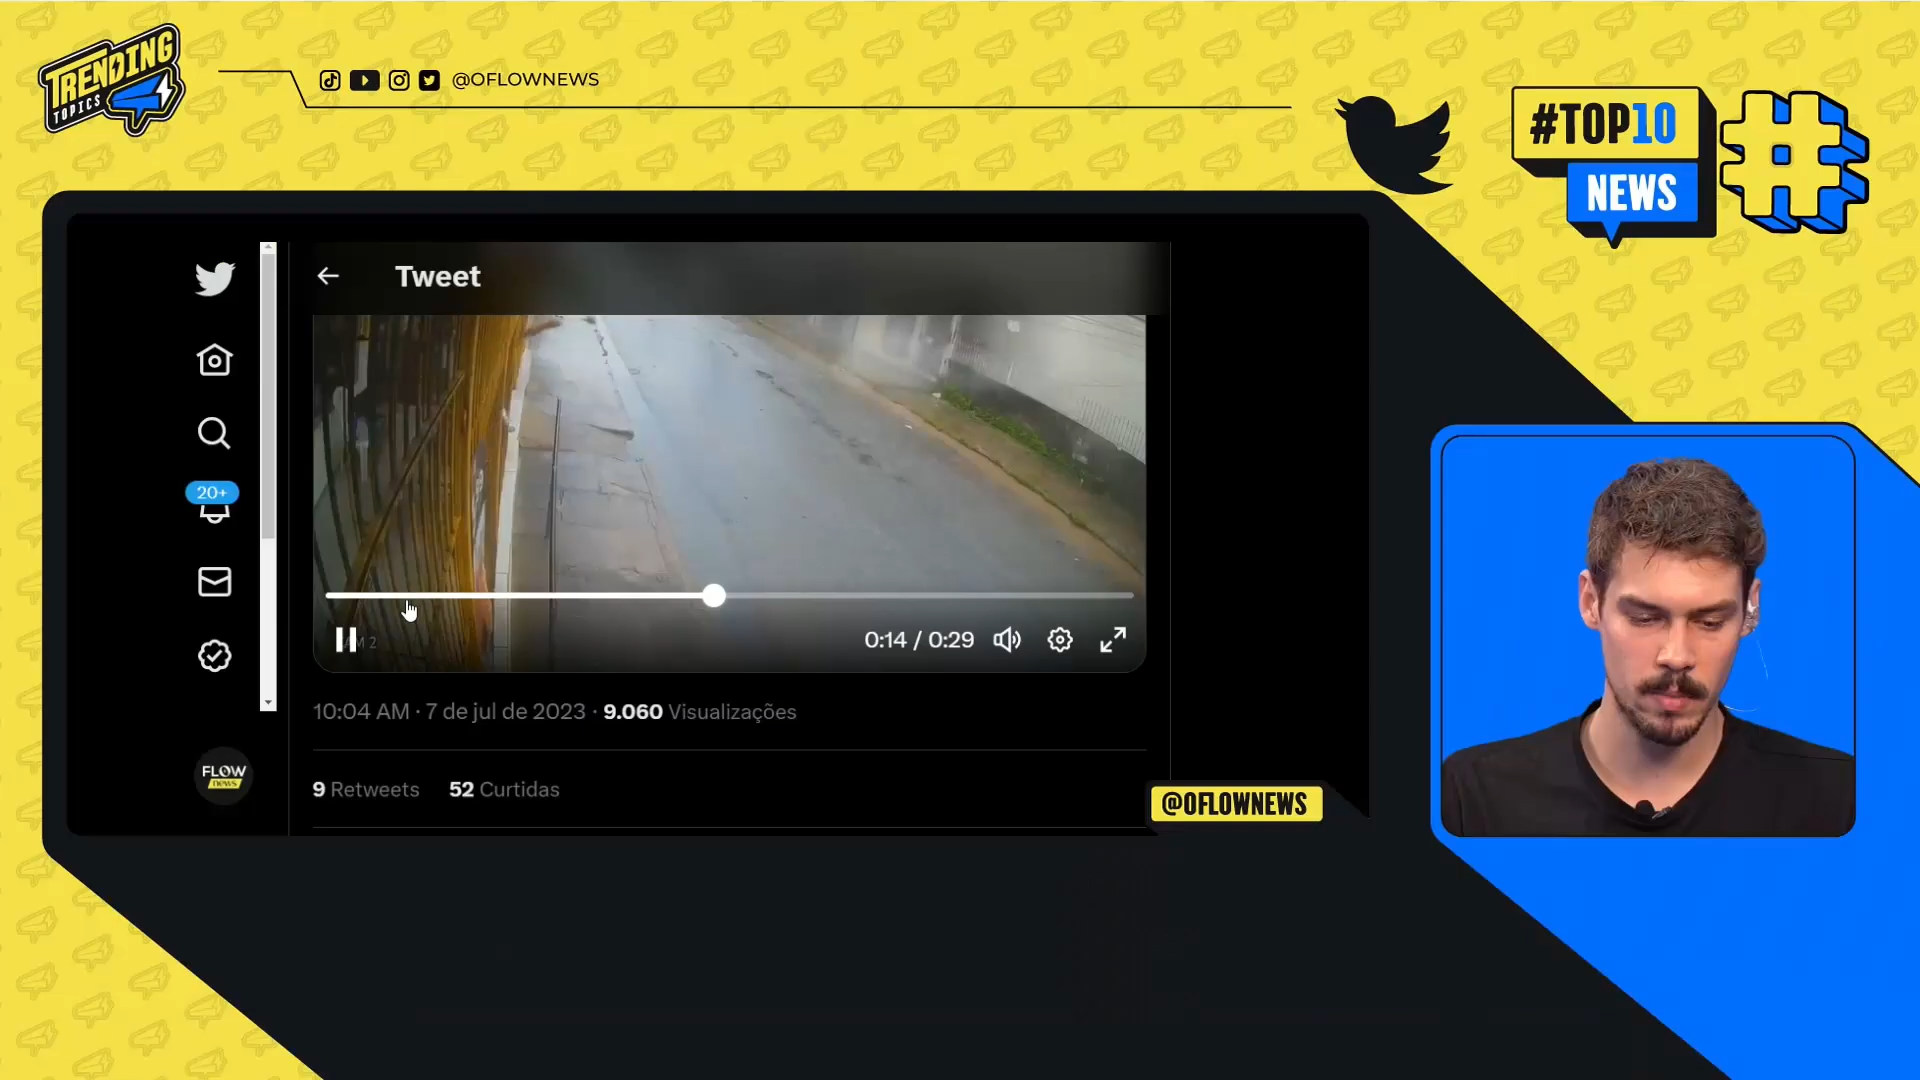 TRENDING
TOPICS
@OFLOWNEWS
#TOP10
NEWS
Tweet
20+
0:14 / 0:29
10:04 AM · 7 de jul de 2023 · 9.060 Visualizações
FLOW
news
9 Retweets 52 Curtidas
@OFLOWNEWS